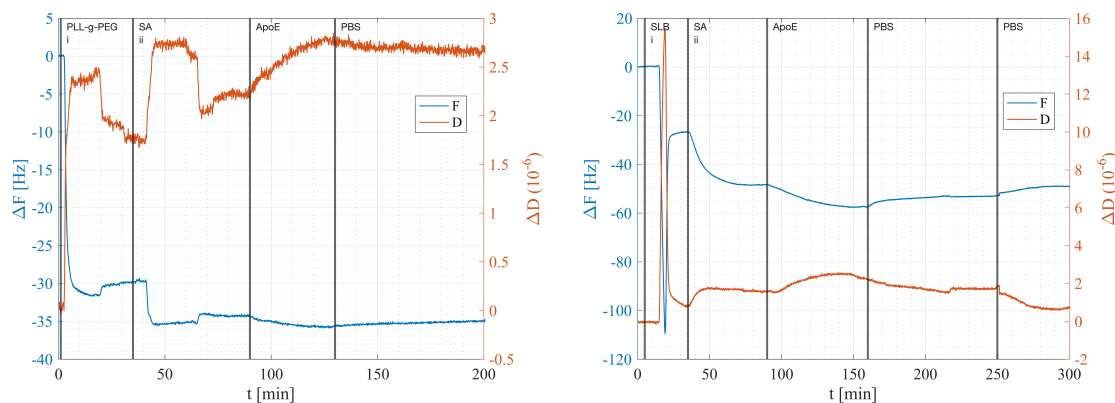 5
0
-5
-10
-15
-20
-25
-30
-35
-40
ΔF [Hz]
PLL-g-PEG
i
SA
ii
ApoE
PBS
F
D
3
2.5
2
1.5
1
0.5
0
-0.5
ΔD (10-6)
0 50 100 150 200
t [min]
20
0
-20
-40
-60
-80
-100
-120
ΔF [Hz]
SLB
i
SA
ii
ApoE
PBS
PBS
F
D
16
14
12
10
8
6
4
2
0
-2
ΔD (10-6)
0 50 100 150 200 250 300
t [min]